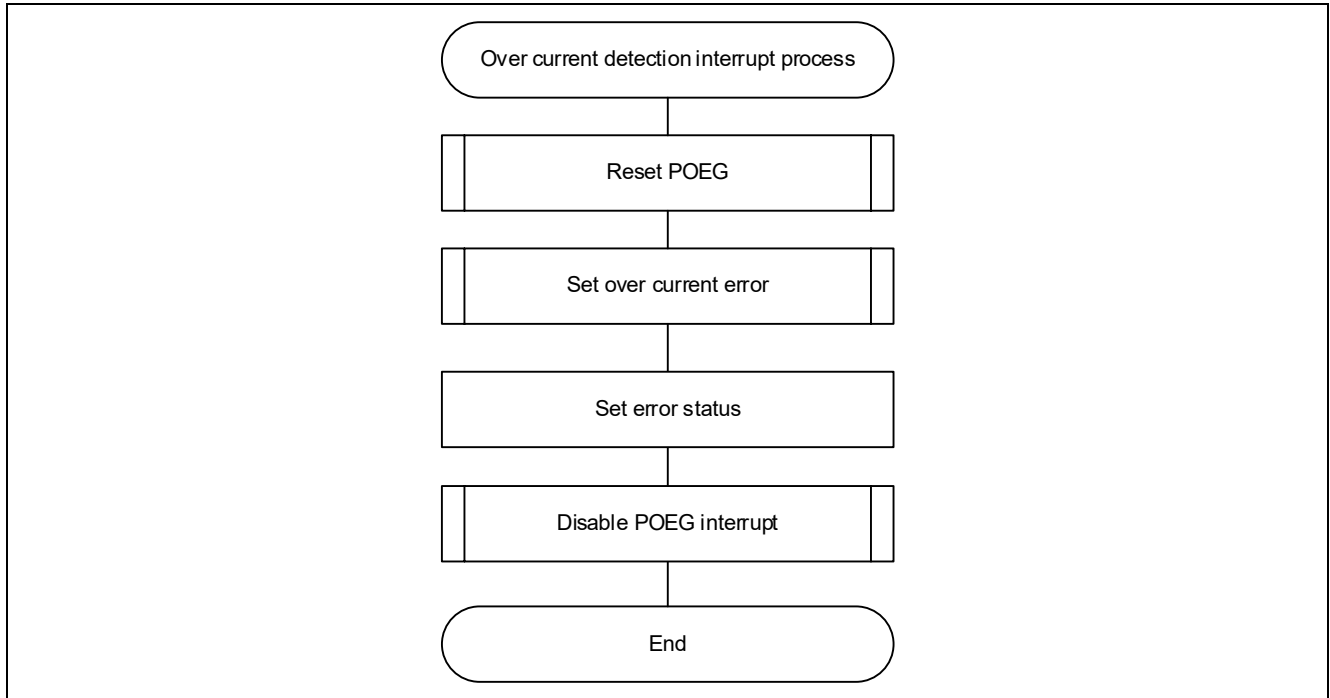 Over current detection interrupt process
Reset POEG
Set over current error
Set error status
Disable POEG interrupt
End